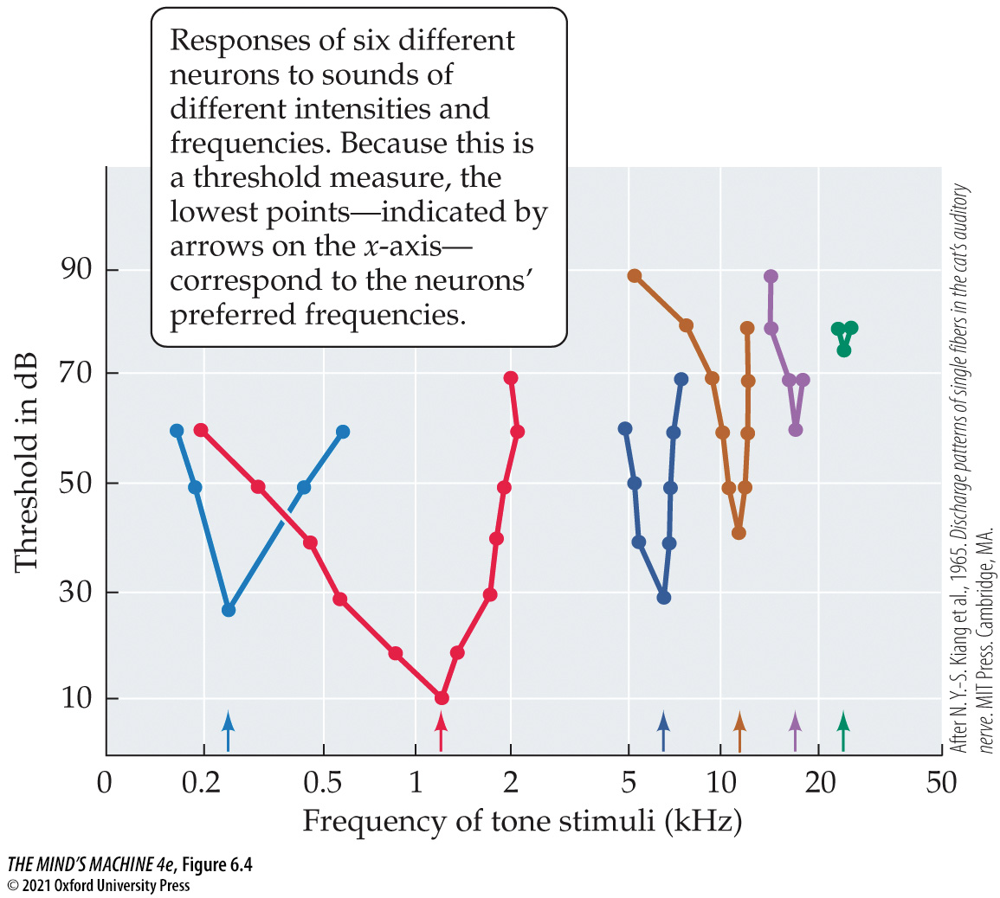 Responses of six different
neurons to sounds of
different intensities and
frequencies. Because this is
a threshold measure, the
lowest points—indicated by
arrows on the x-axis—
correspond to the neurons’
preferred frequencies.
Threshold in dB
90
70
50
30
10
0
0.2
0.5
1
2
5
10
20
50
Frequency of tone stimuli (kHz)
After N. Y.-S. Kiang et al., 1965. Discharge patterns of single fibers in the cat’s auditory
nerve. MIT Press. Cambridge, MA.
THE MIND’S MACHINE 4e, Figure 6.4
© 2021 Oxford University Press